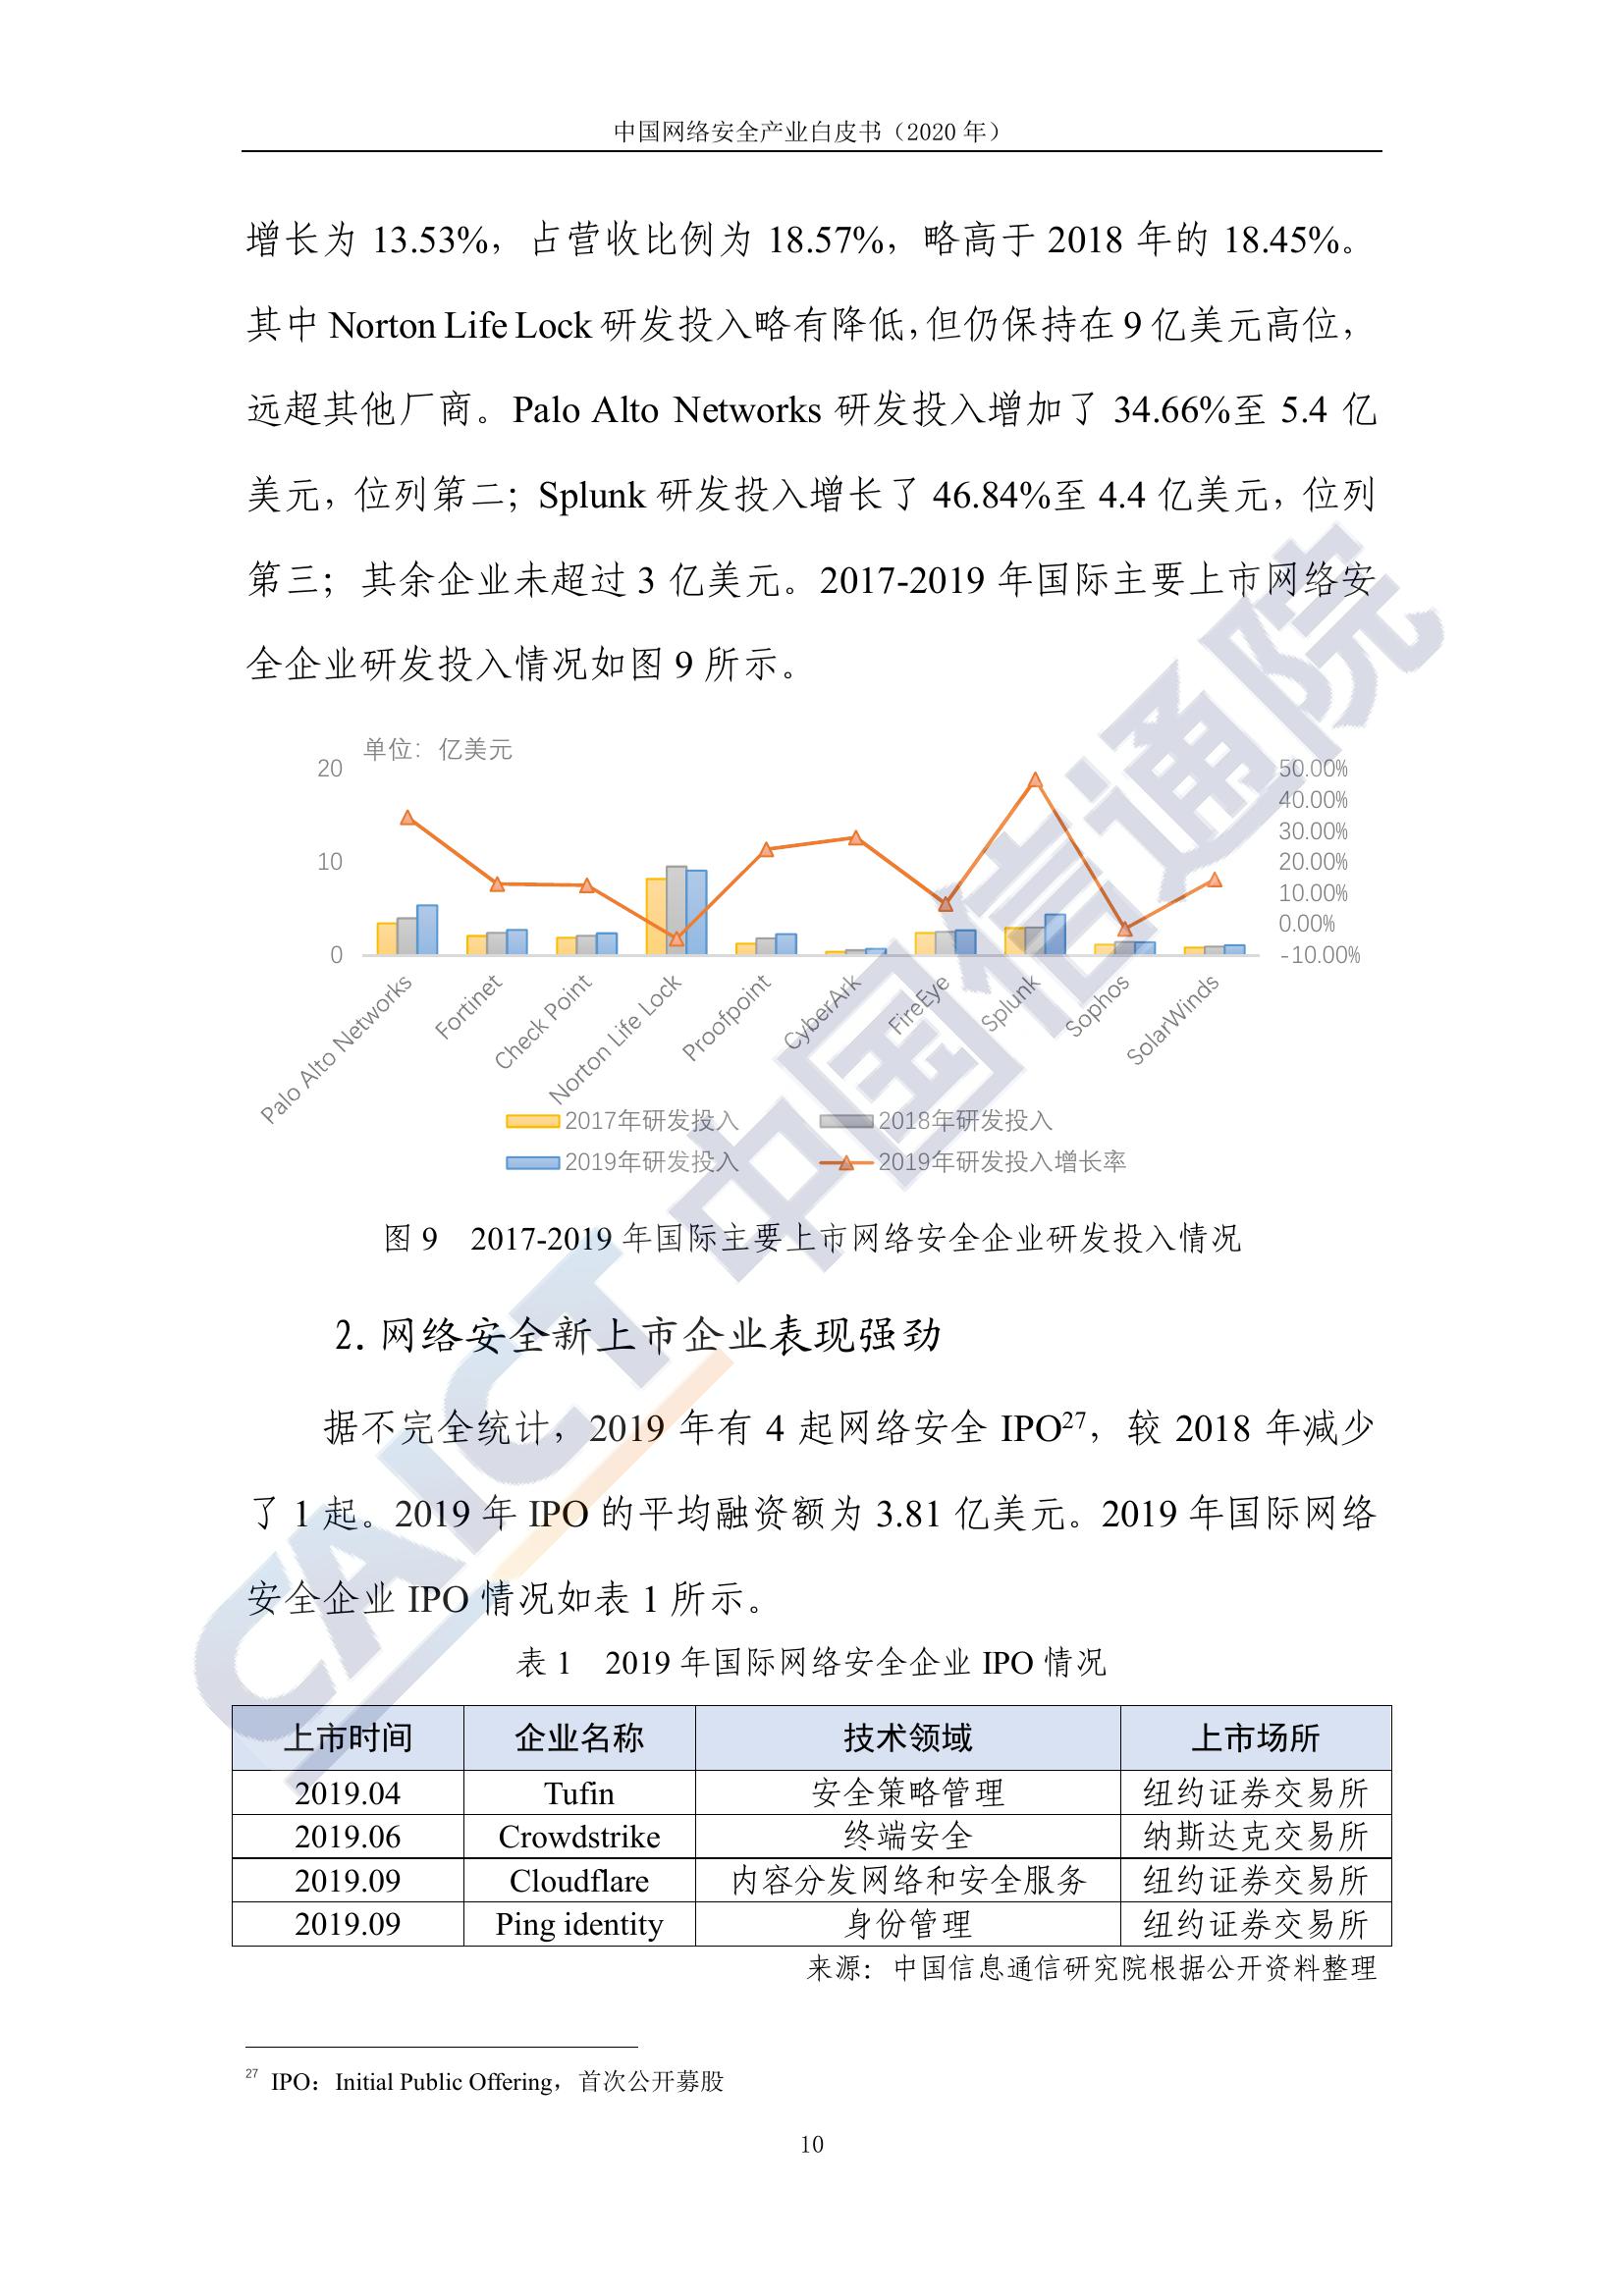 中国网络安全产业白皮书（2020 年）
增长为 13.53%，占营收比例为 18.57%，略高于 2018 年的 18.45%。
其中 Norton Life Lock 研发投入略有降低，但仍保持在 9 亿美元高位，
远超其他厂商。Palo Alto Networks 研发投入增加了 34.66%至 5.4 亿
美元，位列第二；Splunk 研发投入增长了 46.84%至 4.4 亿美元，位列
第三；其余企业未超过 3 亿美元。2017-2019 年国际主要上市网络安
全企业研发投入情况如图 9 所示。
单位：亿美元
20
10
0
50.00%
40.00%
30.00%
20.00%
10.00%
0.00%
-10.00%
Palo Alto Networks
Fortinet
Check Point
Norton Life Lock
Proofpoint
CyberArk
FireEye
Splunk
Sophos
SolarWinds
2017年研发投入
2018年研发投入
2019年研发投入
2019年研发投入增长率
图 9 2017-2019 年国际主要上市网络安全企业研发投入情况
2. 网络安全新上市企业表现强劲
据不完全统计，2019 年有 4 起网络安全 IPO27，较 2018 年减少
了 1 起。2019 年 IPO 的平均融资额为 3.81 亿美元。2019 年国际网络
安全企业 IPO 情况如表 1 所示。
表 1 2019 年国际网络安全企业 IPO 情况
上市时间 企业名称 技术领域 上市场所
2019.04 Tufin 安全策略管理 纽约证券交易所
2019.06 Crowdstrike 终端安全 纳斯达克交易所
2019.09 Cloudflare 内容分发网络和安全服务 纽约证券交易所
2019.09 Ping identity 身份管理 纽约证券交易所
来源：中国信息通信研究院根据公开资料整理
27 IPO：Initial Public Offering，首次公开募股
10
CAICT 中国信通院